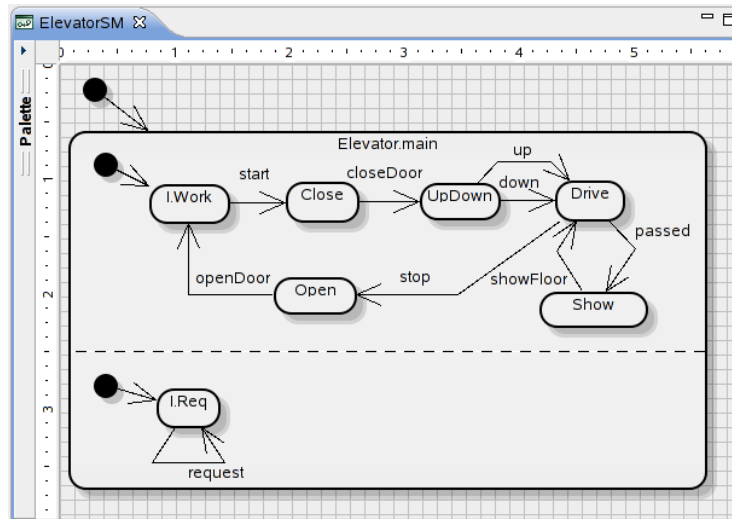 ElevatorSM
0 1 2 3 4 5
Palette
0
1
2
3
Elevator.main
up
start
closeDoor
down
I.Work
Close
UpDown
Drive
passed
openDoor
stop
showFloor
Open
Show
I.Req
request